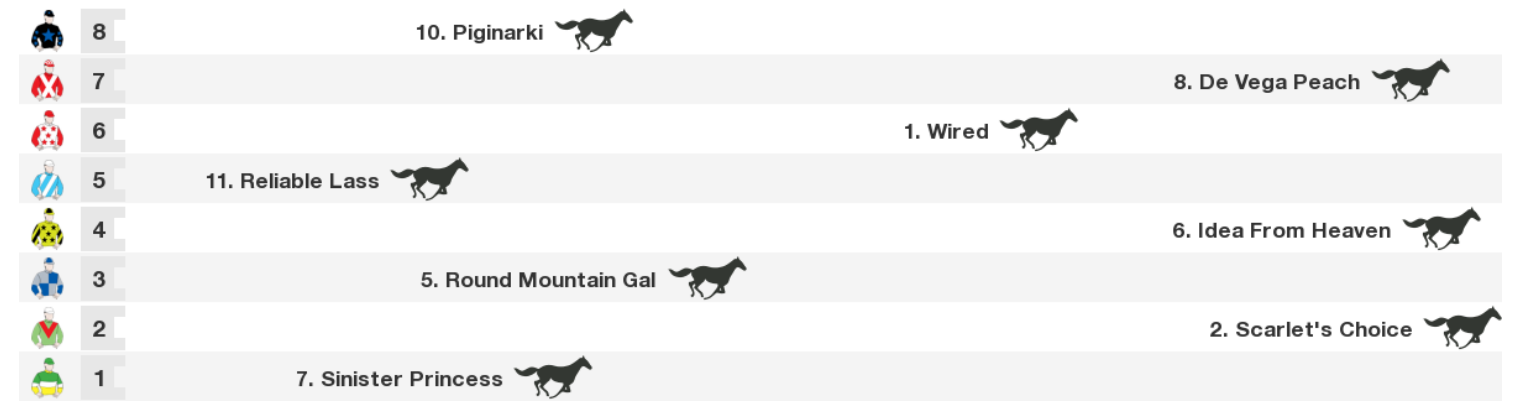 8 10. Piginarki
7 8. De Vega Peach
6 1. Wired
5 11. Reliable Lass
4 6. Idea From Heaven
3 5. Round Mountain Gal
2 2. Scarlet's Choice
1 7. Sinister Princess